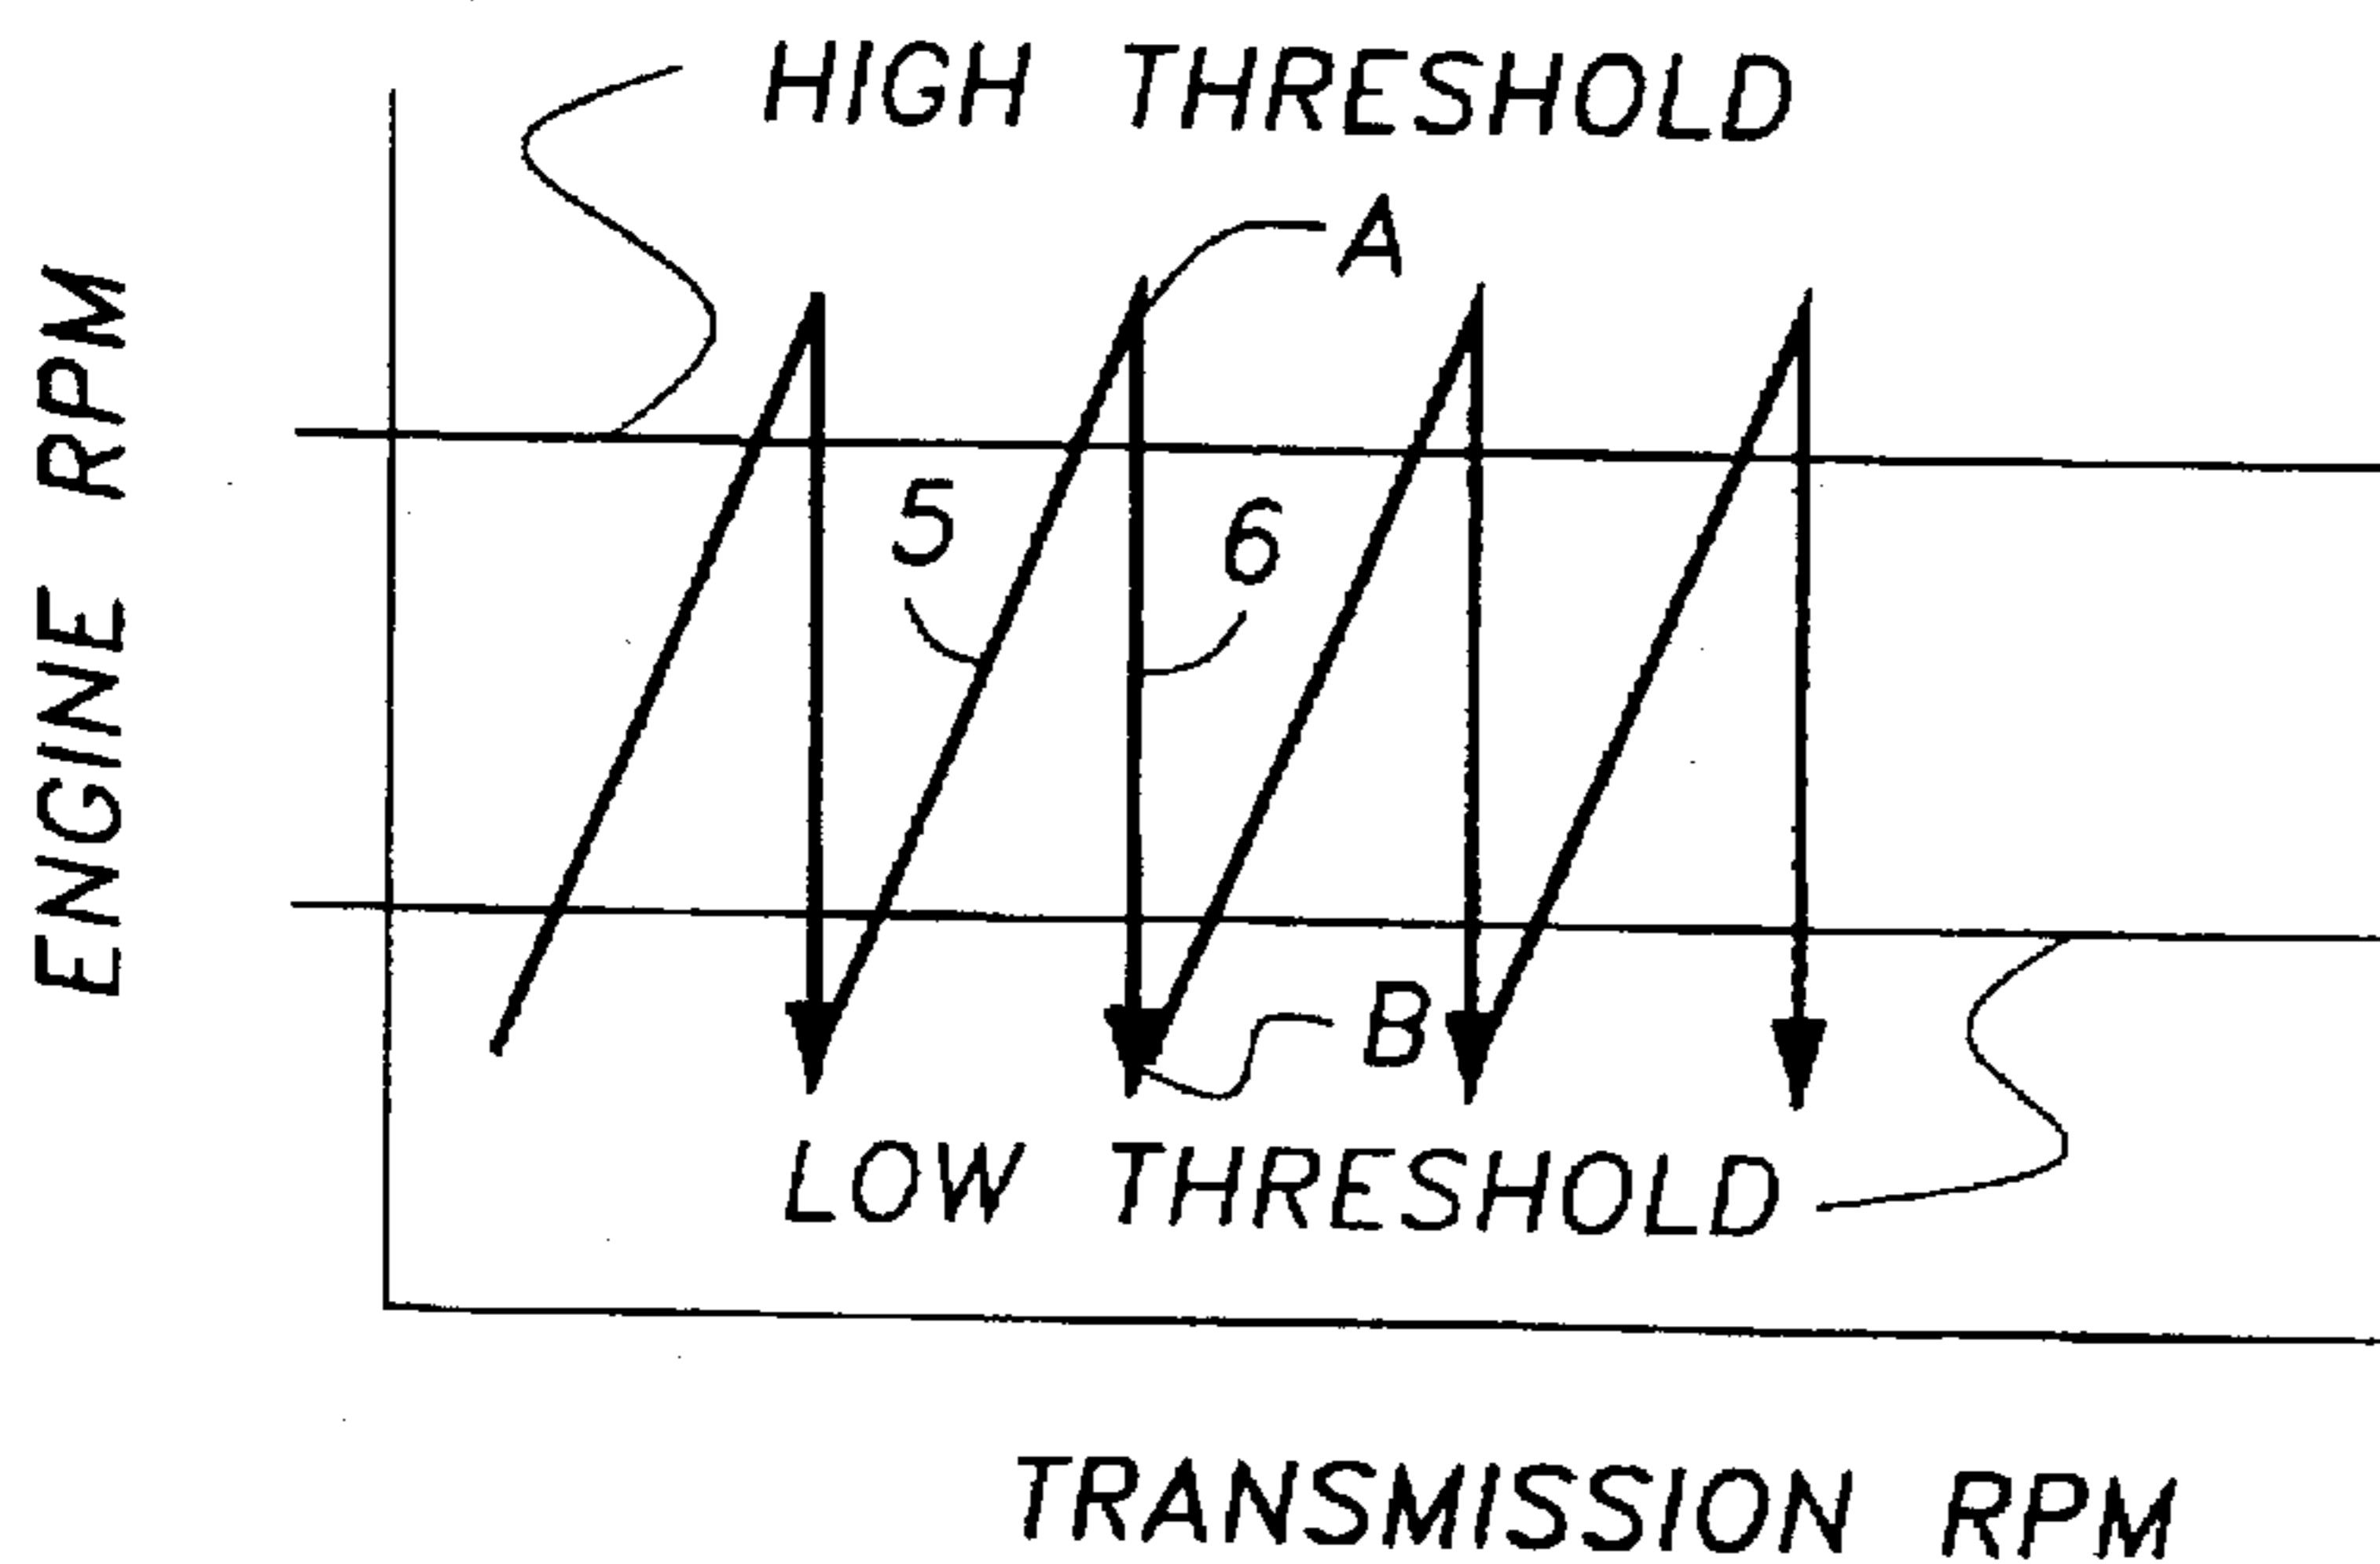 HIGH THRESHOLD
A
ENGINE RPM
5
6
B
LOW THRESHOLD
TRANSMISSION RPM